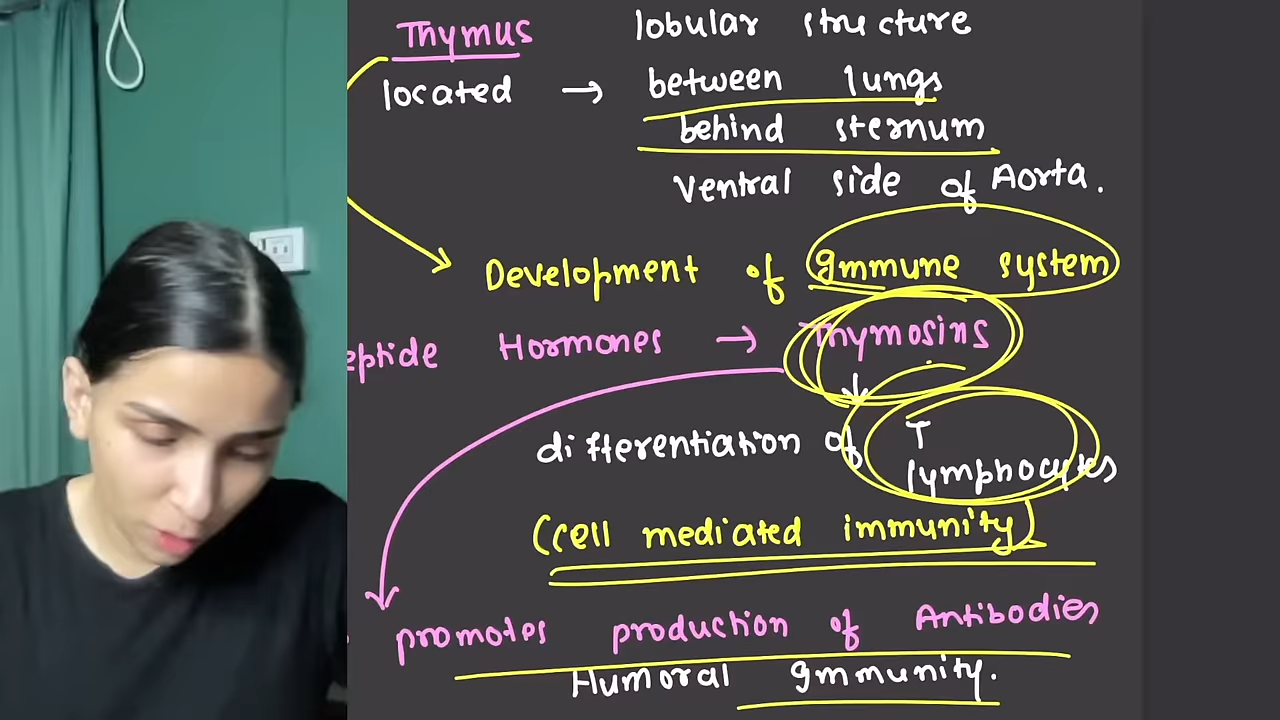 Thymus lobular structure
located → between lungs
behind sternum
Ventral side of Aorta.
Development of Immune system
eptide Hormones → Thymosins
differentiation of T
lymphocytes
(cell mediated immunity)
promotes production of Antibodies
Humoral Immunity.